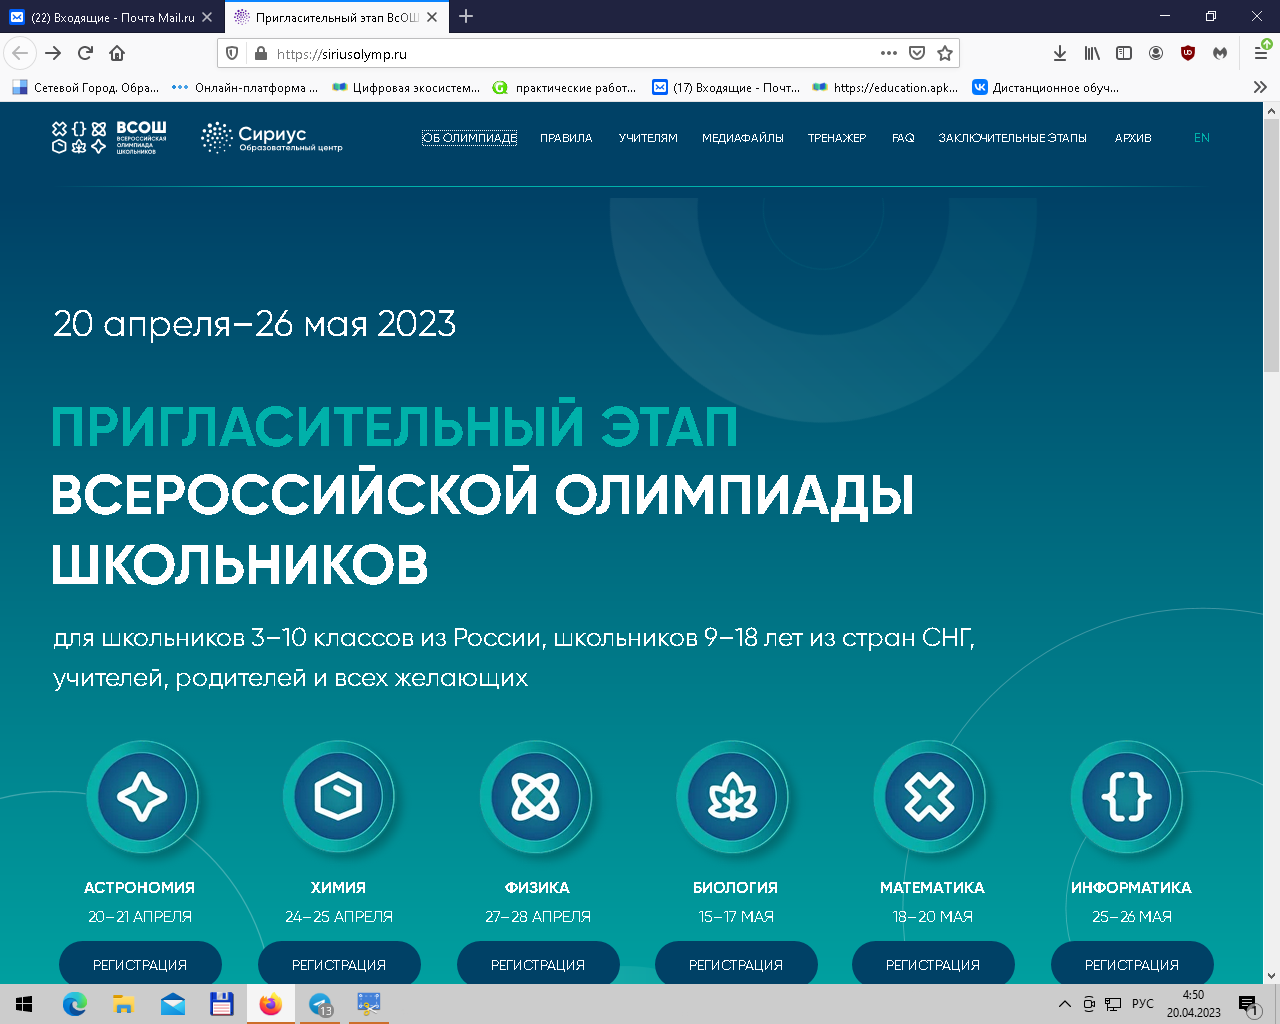 (22) Входящие - Почта Mail.ru
Пригласительный этап ВсОШ
https://siriusolymp.ru
Сетевой Город. Обра...
Онлайн-платформа ...
Цифровая экосистем...
практические работ...
(17) Входящие - Почт...
https://education.apk...
Дистанционное обуч...
ВСОШ
ВСЕРОССИЙСКАЯ
ОЛИМПИАДА
ШКОЛЬНИКОВ
Сириус
Образовательный центр
ОБ ОЛИМПИАДЕ
ПРАВИЛА
УЧИТЕЛЯМ
МЕДИАФАЙЛЫ
ТРЕНАЖЕР
FAQ
ЗАКЛЮЧИТЕЛЬНЫЕ ЭТАПЫ
АРХИВ
EN
20 апреля–26 мая 2023
ПРИГЛАСИТЕЛЬНЫЙ ЭТАП
ВСЕРОССИЙСКОЙ ОЛИМПИАДЫ
ШКОЛЬНИКОВ
для школьников 3–10 классов из России, школьников 9–18 лет из стран СНГ,
учителей, родителей и всех желающих
АСТРОНОМИЯ
ХИМИЯ
ФИЗИКА
БИОЛОГИЯ
МАТЕМАТИКА
ИНФОРМАТИКА
20–21 АПРЕЛЯ
24–25 АПРЕЛЯ
27–28 АПРЕЛЯ
15–17 МАЯ
18–20 МАЯ
25–26 МАЯ
РЕГИСТРАЦИЯ
РЕГИСТРАЦИЯ
РЕГИСТРАЦИЯ
РЕГИСТРАЦИЯ
РЕГИСТРАЦИЯ
РЕГИСТРАЦИЯ
13
РУС
4:50
20.04.2023
1